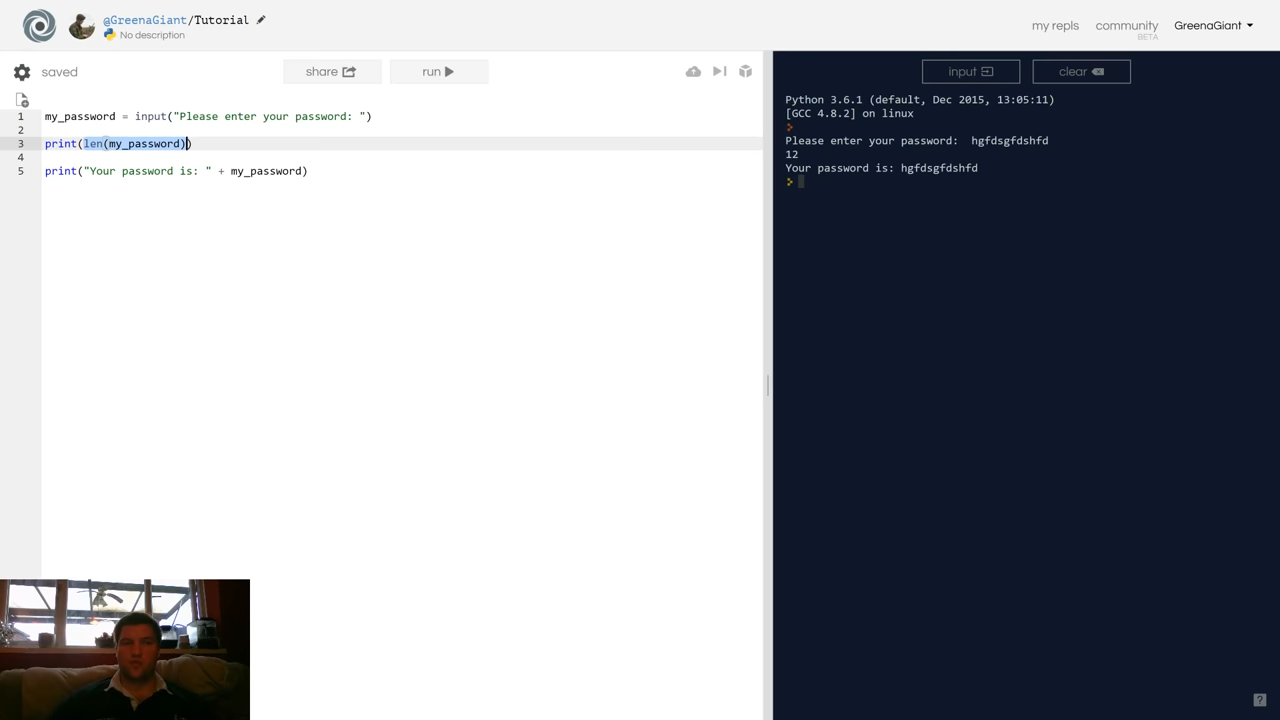 @GreenaGiant/Tutorial
No description
my repls
community
BETA
GreenaGiant
saved
share
run
input
clear
1 my_password = input("Please enter your password: ")
2
3 print(len(my_password))
4
5 print("Your password is: " + my_password)
Python 3.6.1 (default, Dec 2015, 13:05:11)
[GCC 4.8.2] on linux
Please enter your password:  hgfdsgfdshfd
12
Your password is: hgfdsgfdshfd
?